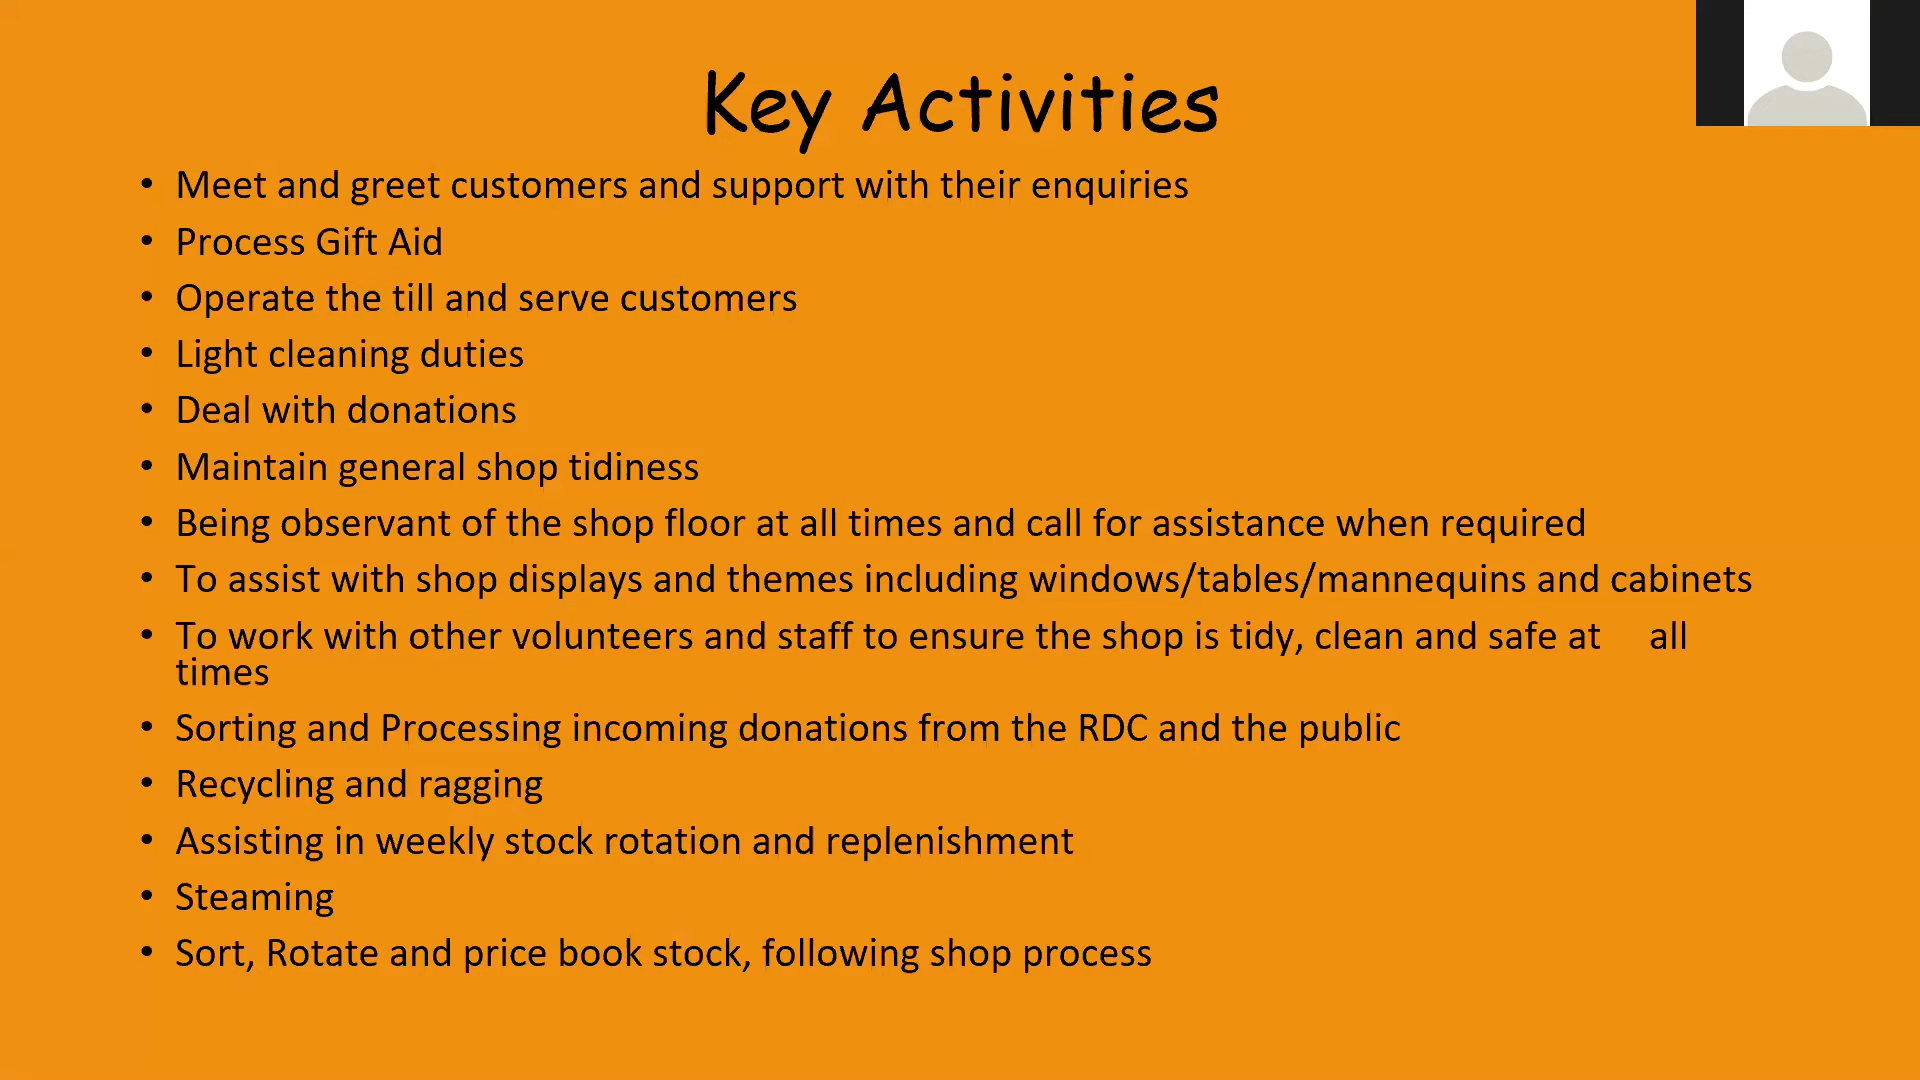 Key Activities
• Meet and greet customers and support with their enquiries
• Process Gift Aid
• Operate the till and serve customers
• Light cleaning duties
• Deal with donations
• Maintain general shop tidiness
• Being observant of the shop floor at all times and call for assistance when required
• To assist with shop displays and themes including windows/tables/mannequins and cabinets
• To work with other volunteers and staff to ensure the shop is tidy, clean and safe at all
times
• Sorting and Processing incoming donations from the RDC and the public
• Recycling and ragging
• Assisting in weekly stock rotation and replenishment
• Steaming
• Sort, Rotate and price book stock, following shop process